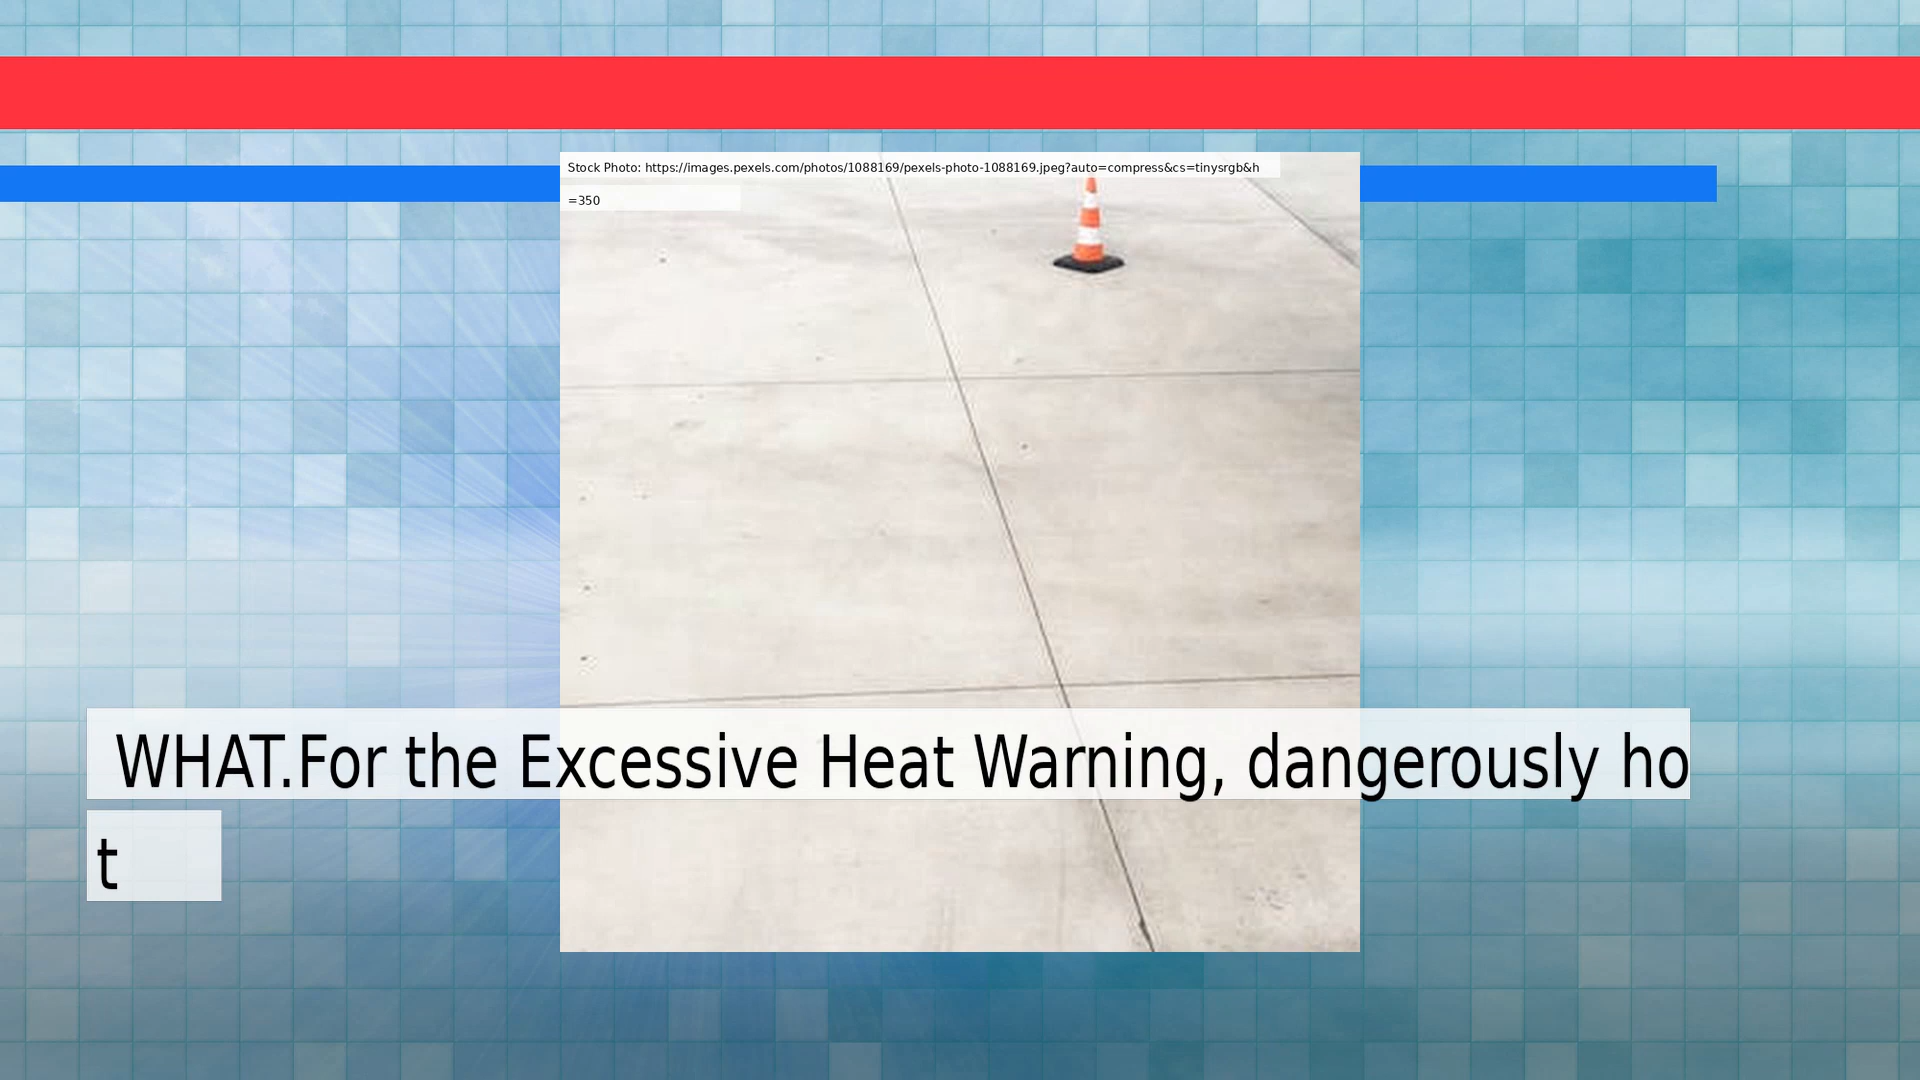 Stock Photo: https://images.pexels.com/photos/1088169/pexels-photo-1088169.jpeg?auto=compress&cs=tinysrgb&h
=350
WHAT.For the Excessive Heat Warning, dangerously ho
t